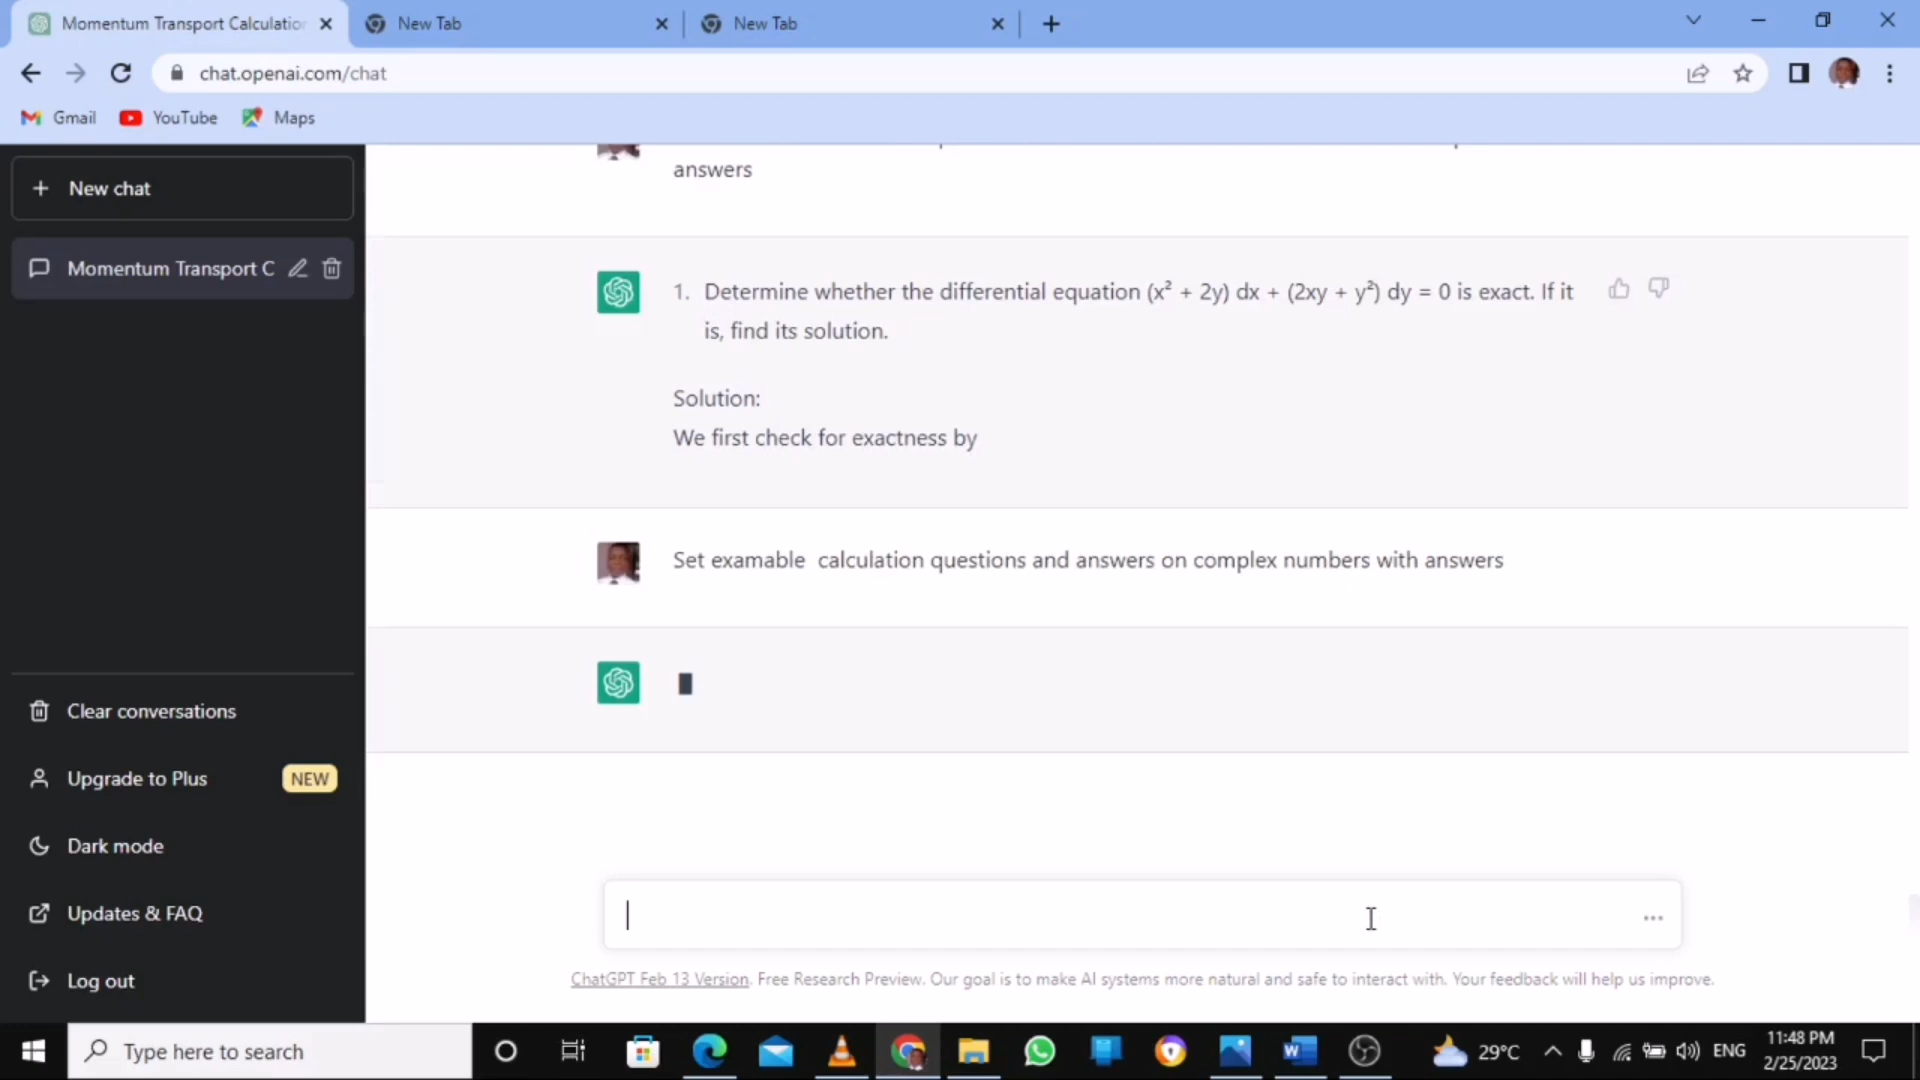 Momentum Transport Calculation
New Tab
New Tab
chat.openai.com/chat
Gmail
YouTube
Maps
New chat
Momentum Transport C
Clear conversations
Upgrade to Plus
NEW
Dark mode
Updates & FAQ
Log out
answers
1. Determine whether the differential equation (x² + 2y) dx + (2xy + y²) dy = 0 is exact. If it
is, find its solution.
Solution:
We first check for exactness by
Set examable  calculation questions and answers on complex numbers with answers
ChatGPT Feb 13 Version. Free Research Preview. Our goal is to make AI systems more natural and safe to interact with. Your feedback will help us improve.
Type here to search
29°C
ENG
11:48 PM
2/25/2023